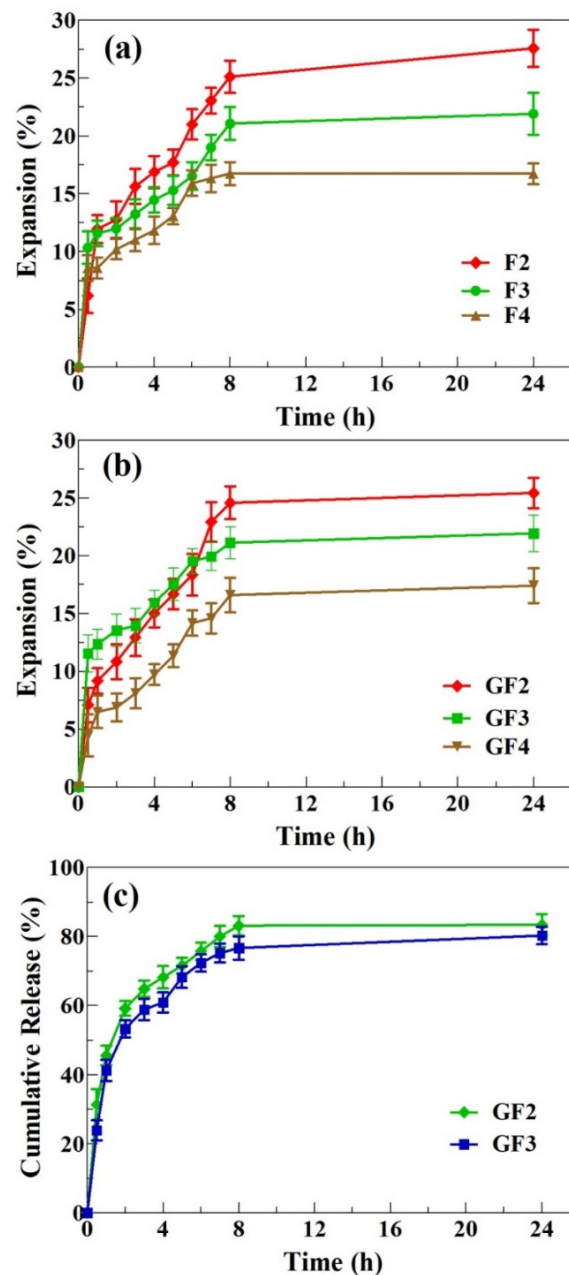 30
(a)
25
20
15
10
5
0
Expansion (%)
F2
F3
F4
0 4 8 12 16 20 24
Time (h)
30
(b)
25
20
15
10
5
0
Expansion (%)
GF2
GF3
GF4
0 4 8 12 16 20 24
Time (h)
100
(c)
80
60
40
20
0
Cumulative Release (%)
GF2
GF3
0 4 8 12 16 20 24
Time (h)